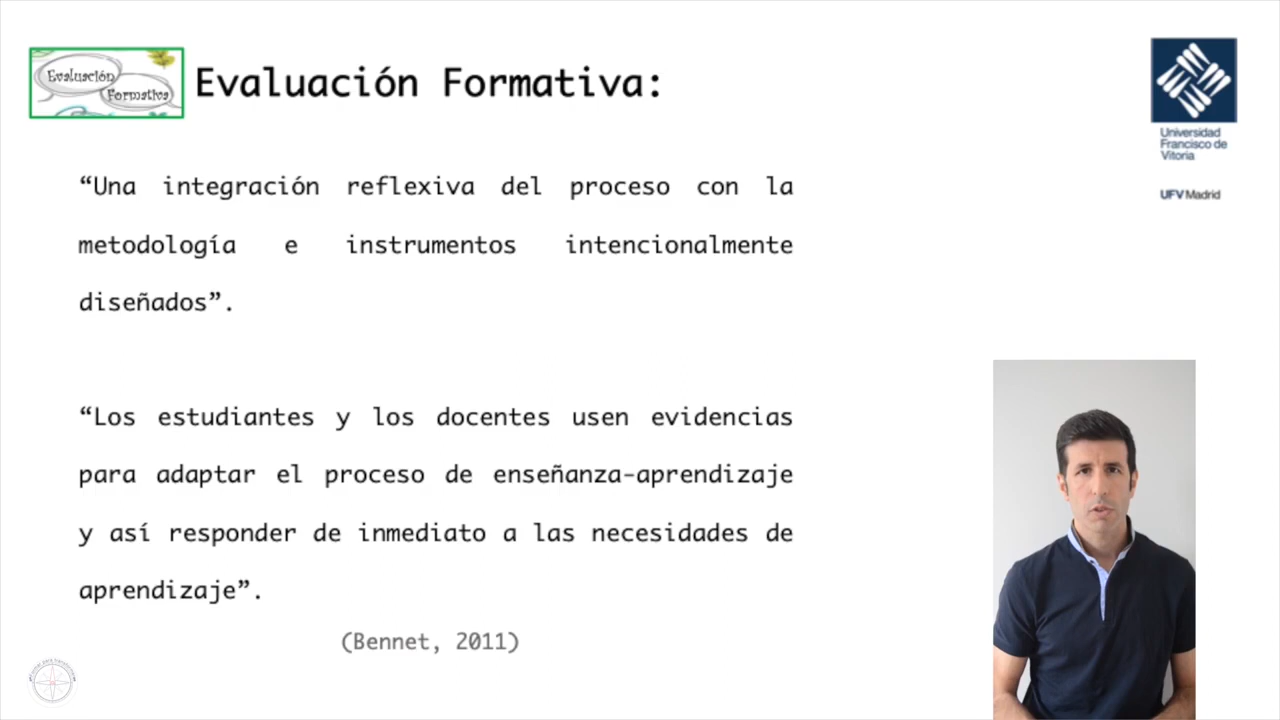 Evaluación
Formativa
Evaluación Formativa:
Universidad
Francisco de
Vitoria
UFV Madrid
“Una integración reflexiva del proceso con la
metodología e instrumentos intencionalmente
diseñados”.
“Los estudiantes y los docentes usen evidencias
para adaptar el proceso de enseñanza-aprendizaje
y así responder de inmediato a las necesidades de
aprendizaje”.
(Bennet, 2011)